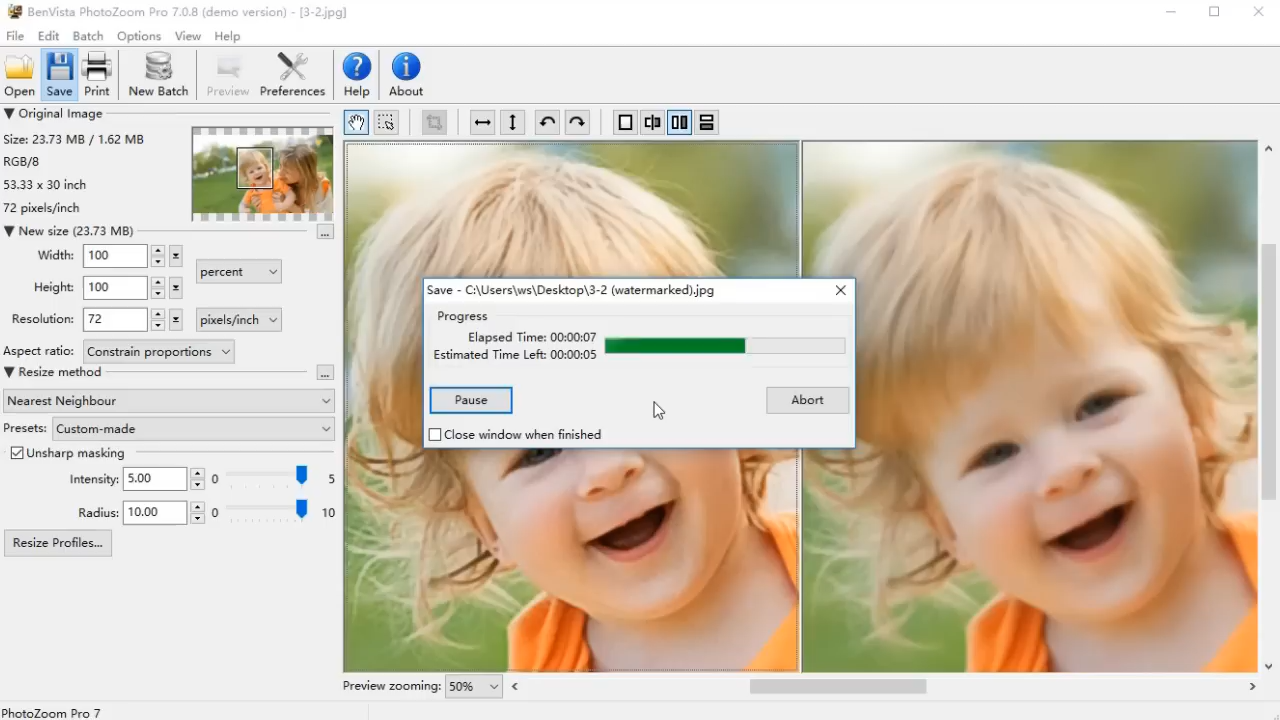 BenVista PhotoZoom Pro 7.0.8 (demo version) - [3-2.jpg]
File Edit Batch Options View Help
Open Save Print New Batch Preview Preferences Help About
Original Image
Size: 23.73 MB / 1.62 MB
RGB/8
53.33 x 30 inch
72 pixels/inch
New size (23.73 MB)
...
Width: 100
percent
Height: 100
Resolution: 72 pixels/inch
Aspect ratio: Constrain proportions
Resize method
...
Nearest Neighbour
Presets: Custom-made
Unsharp masking
Intensity: 5.00 0 5
Radius: 10.00 0 10
Resize Profiles...
Save - C:\Users\ws\Desktop\3-2 (watermarked).jpg
Progress
Elapsed Time: 00:00:07
Estimated Time Left: 00:00:05
Pause Abort
Close window when finished
Preview zooming: 50%
PhotoZoom Pro 7